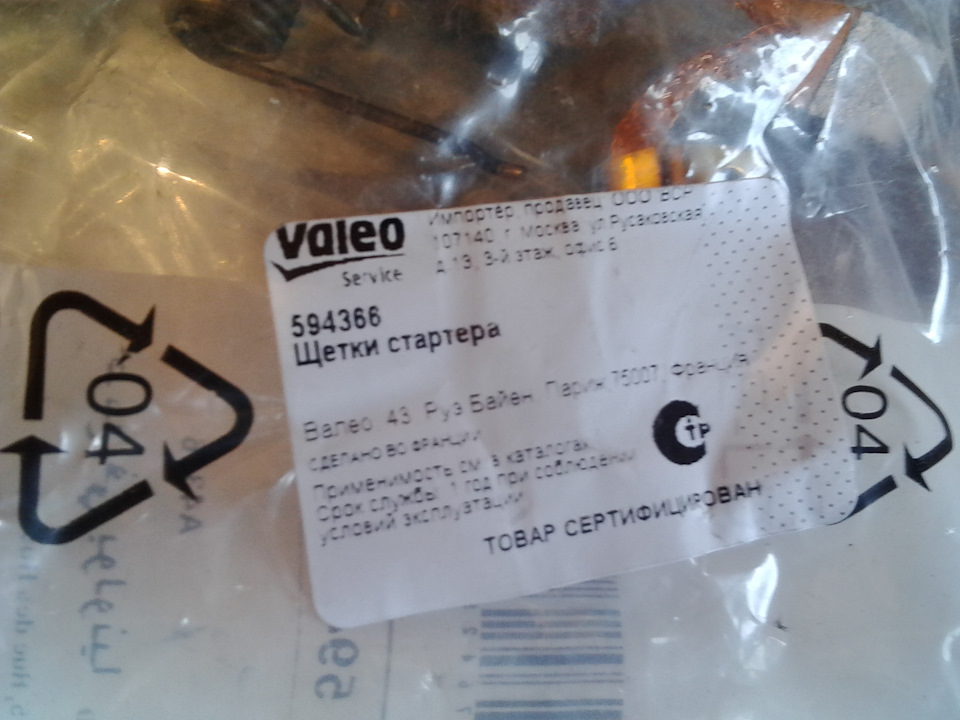 valeo
Service
Импортер, продавец ООО
107140 г. Москва, ул.Русаковская,
д.13, 3-й этаж, офис 6
594366
Щетки стартера
Валео 43, Руэ Байен, Париж,75007, Франция
СДЕЛАНО ВО ФРАНЦИИ
Применимость см. в каталогах
Срок службы: 1 год при соблюдении
условий эксплуатации
ТР
ТОВАР СЕРТИФИЦИРОВАН
04
04